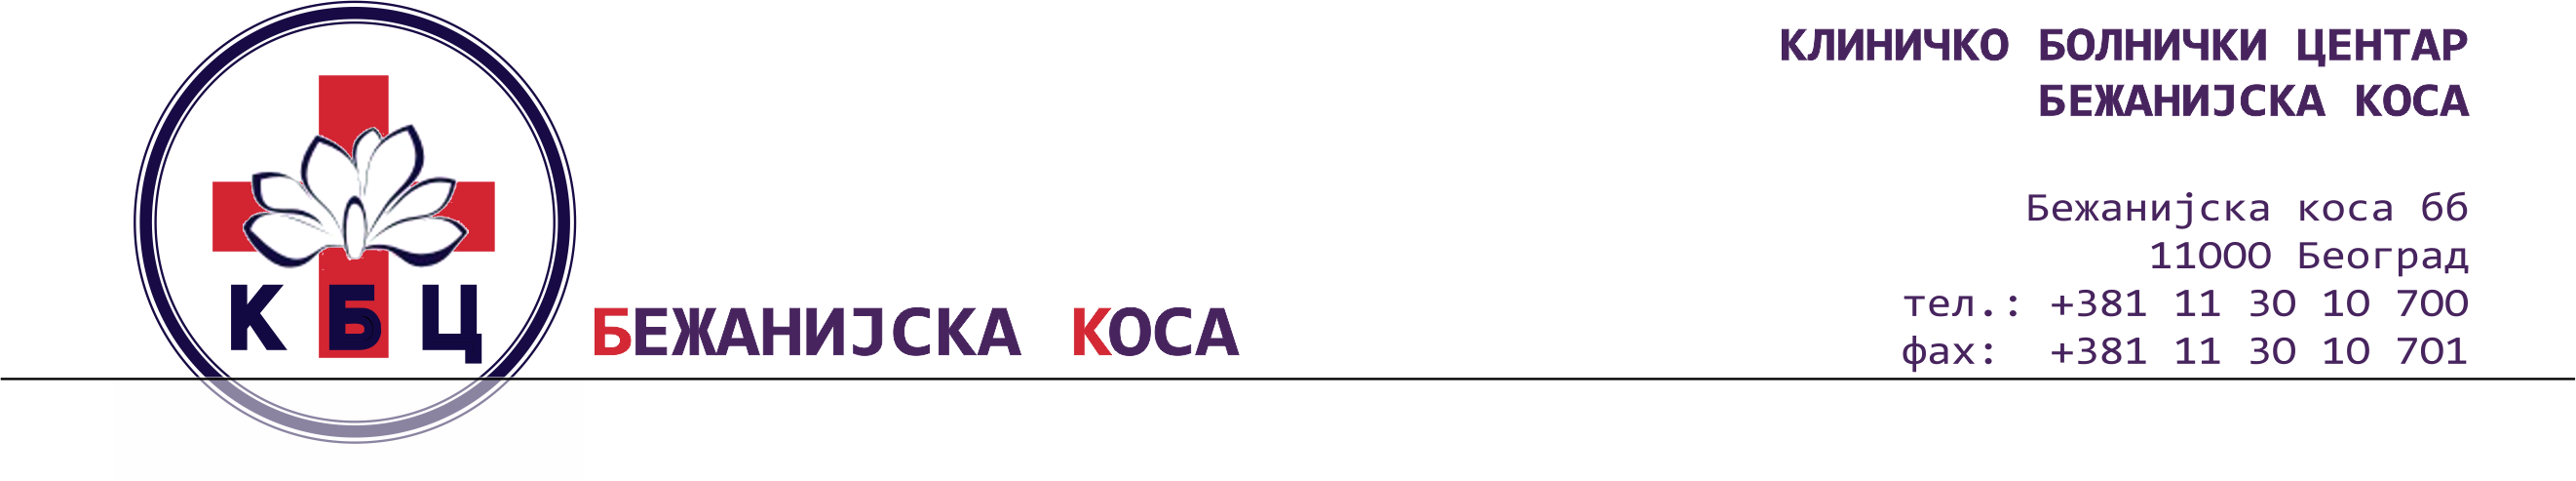 КБЦ
БЕЖАНИЈСКА КОСА
КЛИНИЧКО БОЛНИЧКИ ЦЕНТАР
БЕЖАНИЈСКА КОСА
Бежанијска коса бб
11000 Београд
тел.: +381 11 30 10 700
фах: +381 11 30 10 701